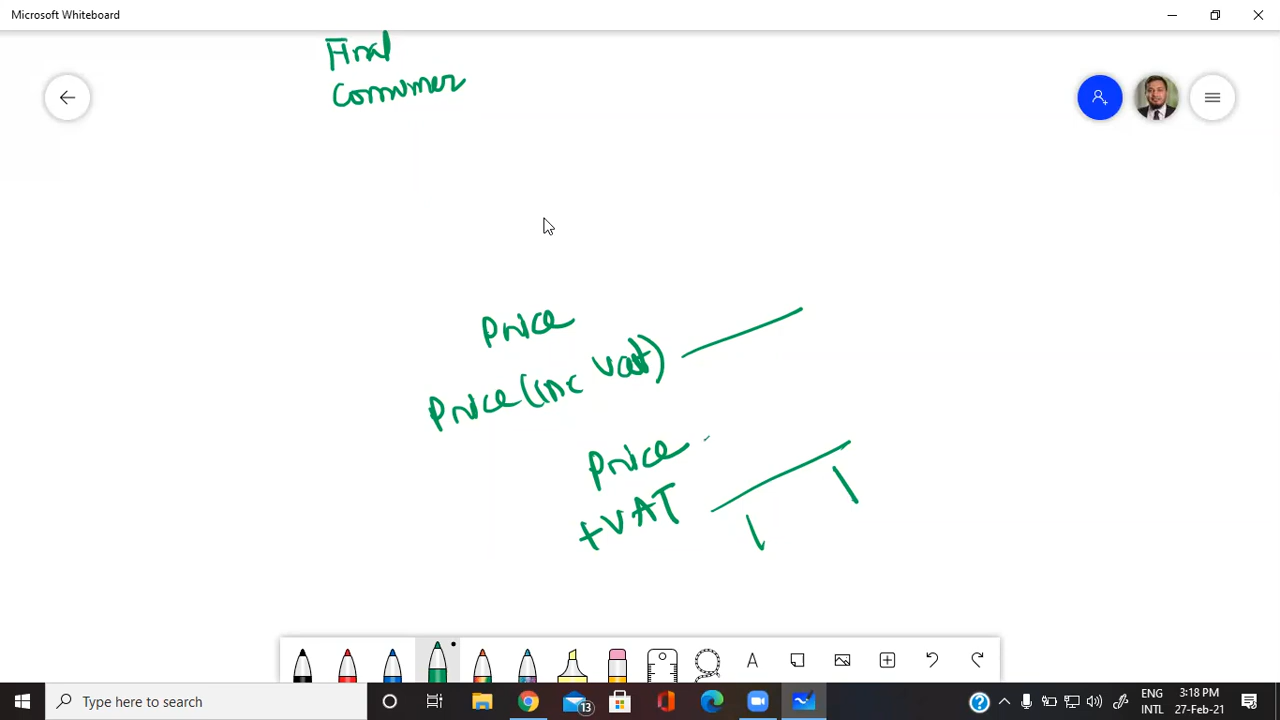 Microsoft Whiteboard
Final
Consumer
Price
Price (inc vat)
Price
+VAT
A
13
Type here to search
ENG
INTL
3:18 PM
27-Feb-21